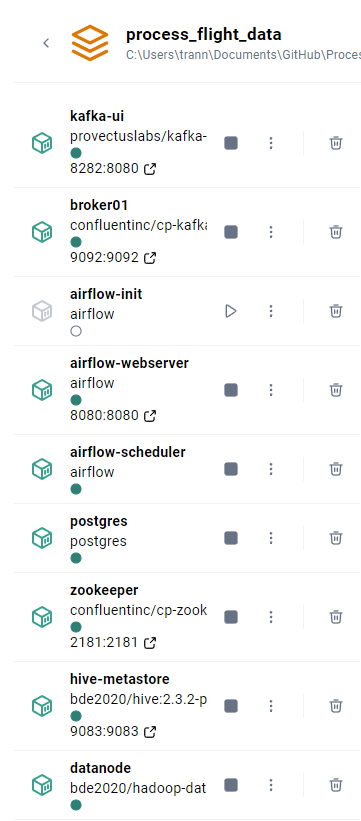 process_flight_data
C:\Users\trann\Documents\GitHub\Proces
kafka-ui
provectuslabs/kafka-
8282:8080
broker01
confluentinc/cp-kafka
9092:9092
airflow-init
airflow
airflow-webserver
airflow
8080:8080
airflow-scheduler
airflow
postgres
postgres
zookeeper
confluentinc/cp-zook
2181:2181
hive-metastore
bde2020/hive:2.3.2-p
9083:9083
datanode
bde2020/hadoop-dat